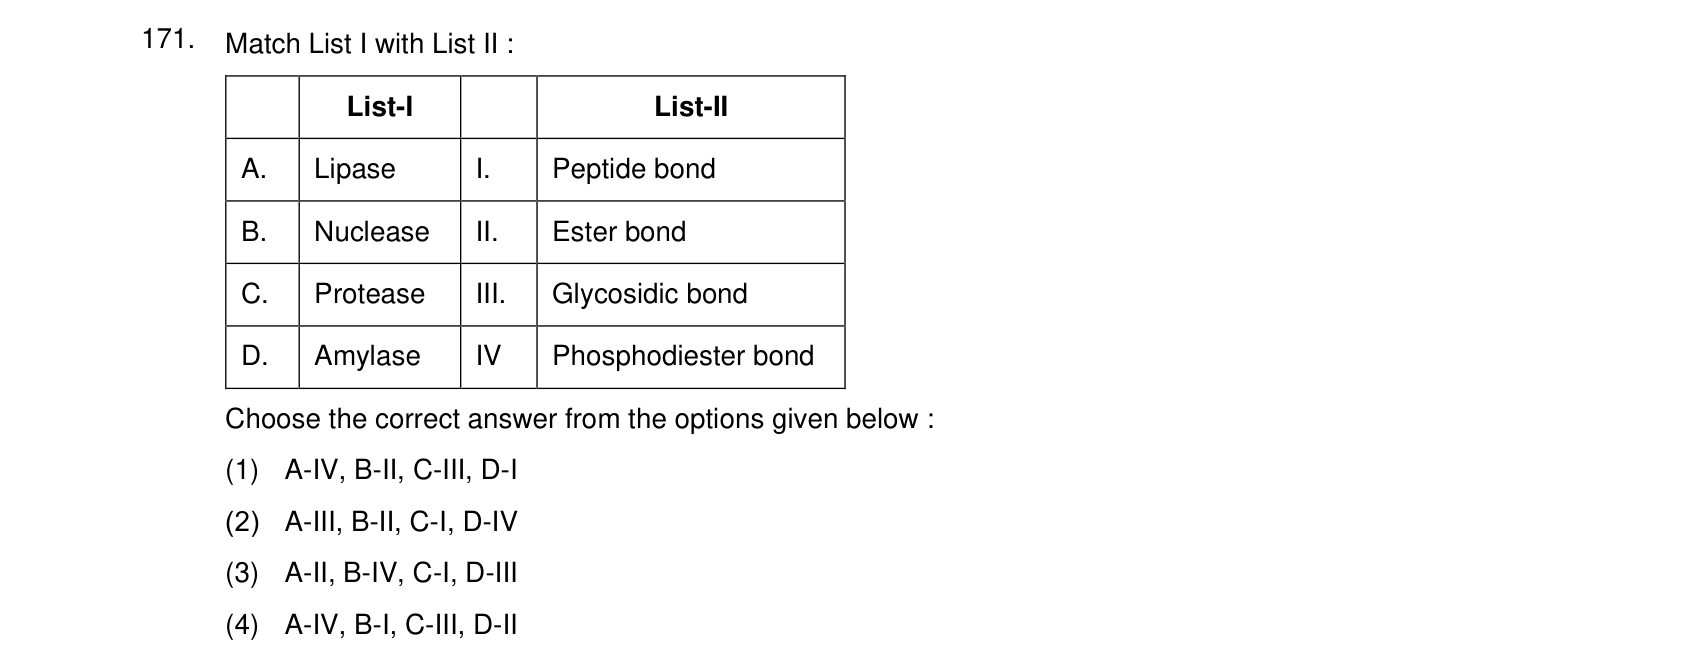 171. Match List I with List II :
List-I List-II
A. Lipase I. Peptide bond
B. Nuclease II. Ester bond
C. Protease III. Glycosidic bond
D. Amylase IV Phosphodiester bond
Choose the correct answer from the options given below :
(1) A-IV, B-II, C-III, D-I
(2) A-III, B-II, C-I, D-IV
(3) A-II, B-IV, C-I, D-III
(4) A-IV, B-I, C-III, D-II